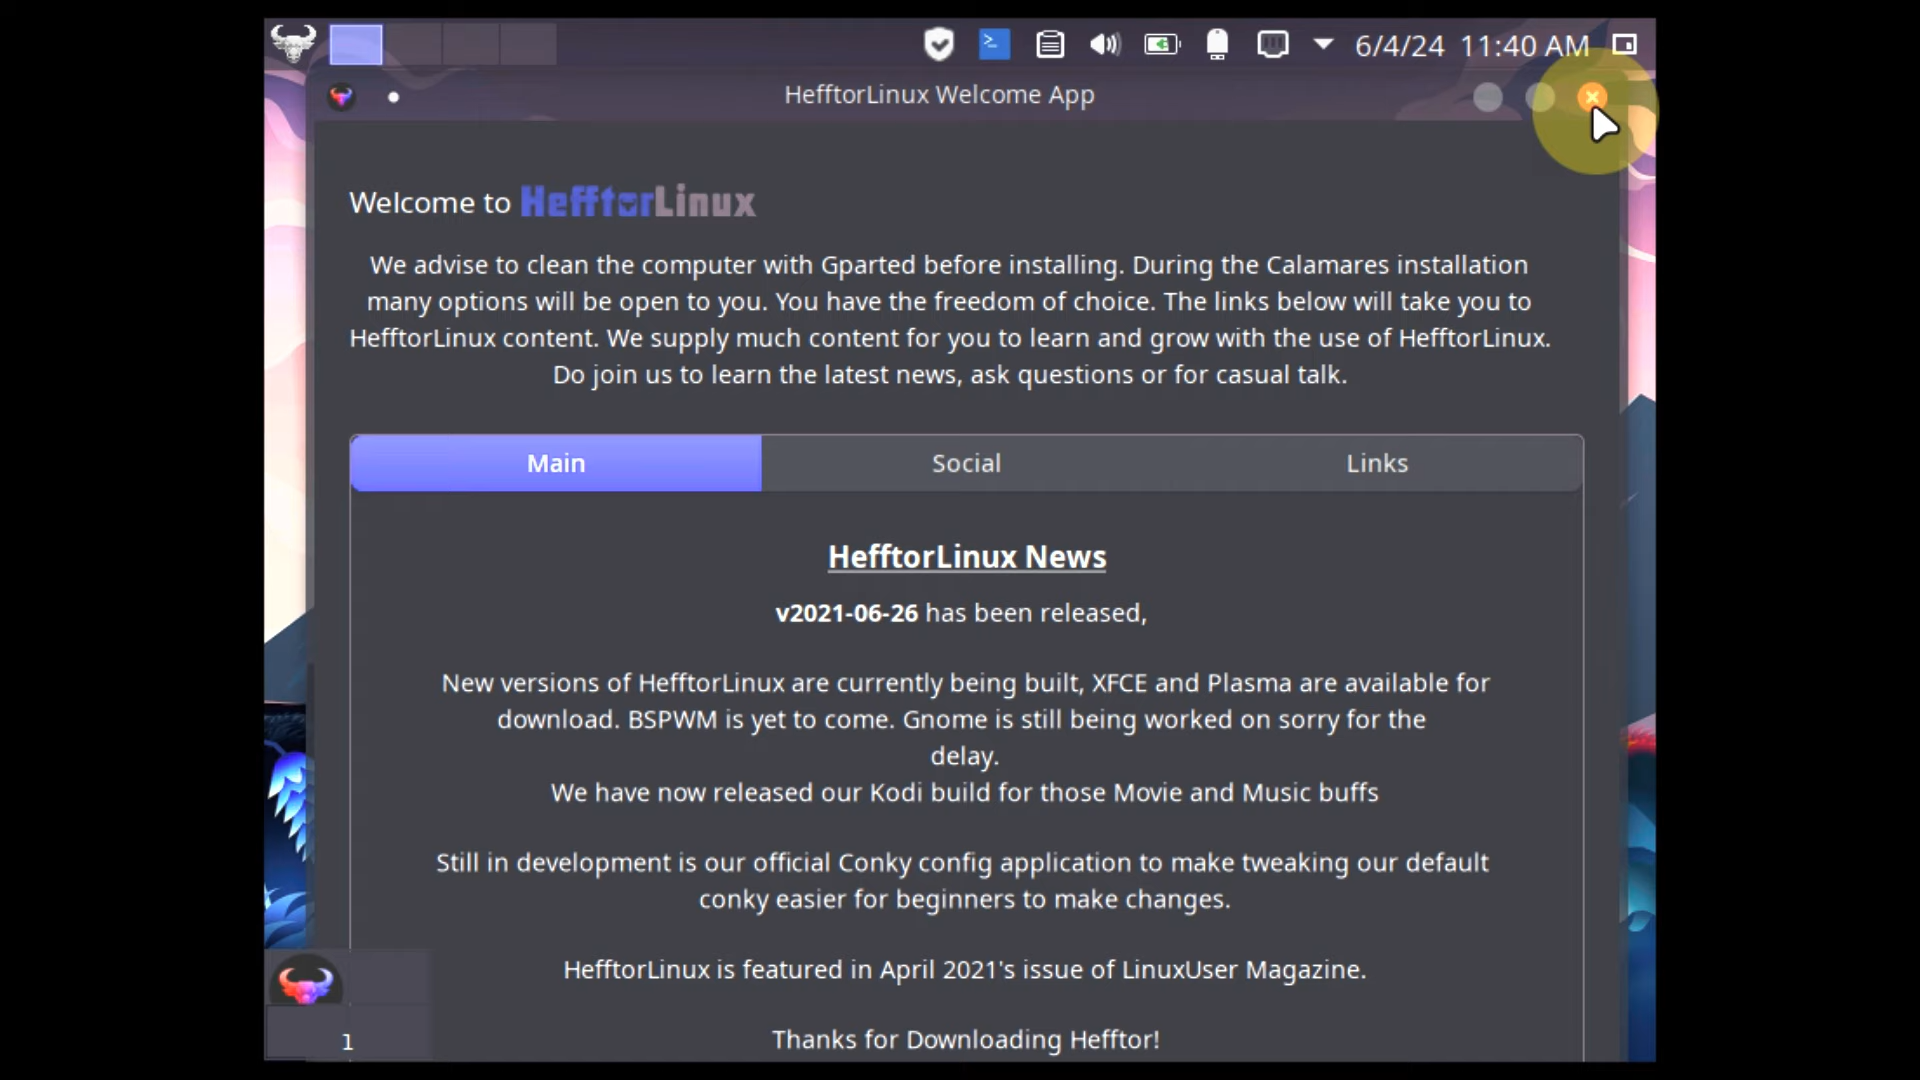 6/4/24 11:40 AM
HefftorLinux Welcome App
Welcome to HefftorLinux
We advise to clean the computer with Gparted before installing. During the Calamares installation
many options will be open to you. You have the freedom of choice. The links below will take you to
HefftorLinux content. We supply much content for you to learn and grow with the use of HefftorLinux.
Do join us to learn the latest news, ask questions or for casual talk.
Main Social Links
HefftorLinux News
v2021-06-26 has been released,
New versions of HefftorLinux are currently being built, XFCE and Plasma are available for
download. BSPWM is yet to come. Gnome is still being worked on sorry for the
delay.
We have now released our Kodi build for those Movie and Music buffs
Still in development is our official Conky config application to make tweaking our default
conky easier for beginners to make changes.
HefftorLinux is featured in April 2021's issue of LinuxUser Magazine.
Thanks for Downloading Hefftor!
1